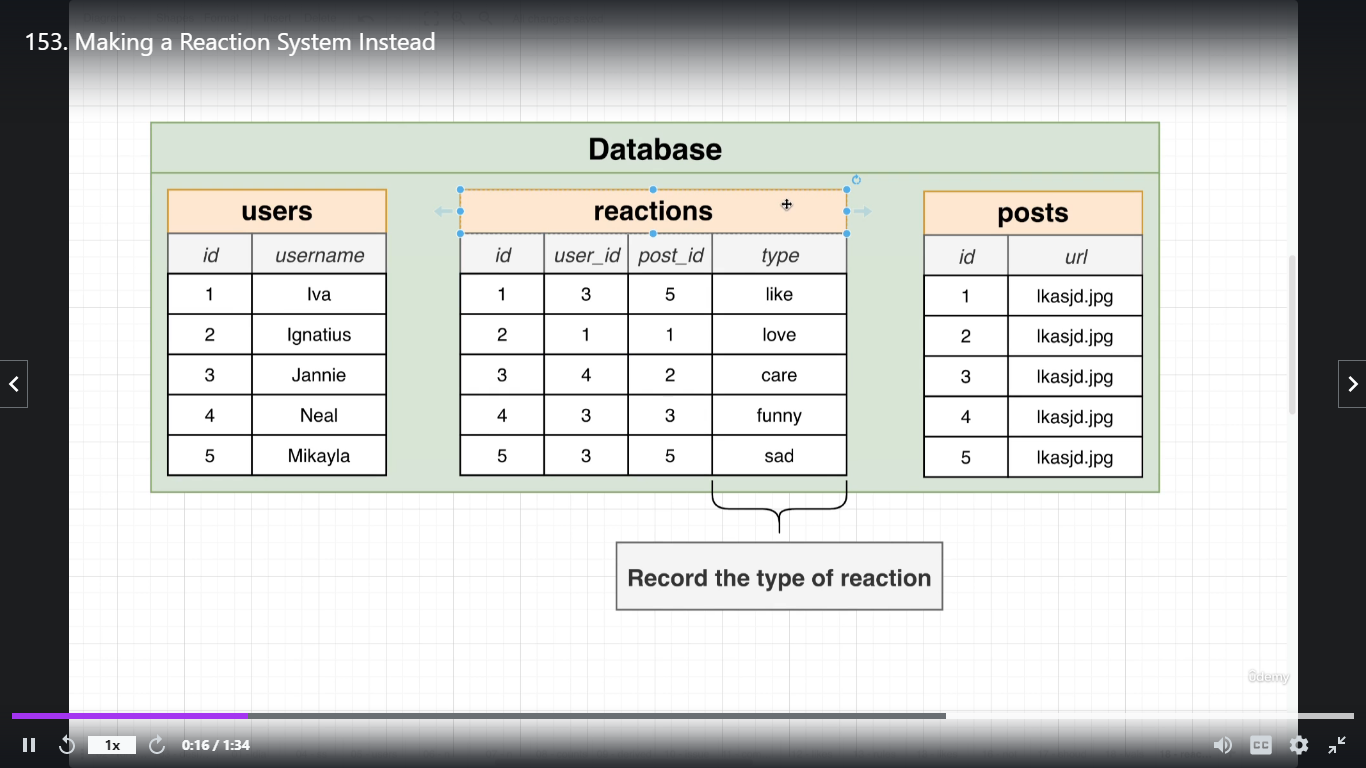 153. Making a Reaction System Instead
Database
users
id username
1 Iva
2 Ignatius
3 Jannie
4 Neal
5 Mikayla
reactions
id user_id post_id type
1 3 5 like
2 1 1 love
3 4 2 care
4 3 3 funny
5 3 5 sad
posts
id url
1 lkasjd.jpg
2 lkasjd.jpg
3 lkasjd.jpg
4 lkasjd.jpg
5 lkasjd.jpg
Record the type of reaction
ûdemy
1x 0:16 / 1:34
CC